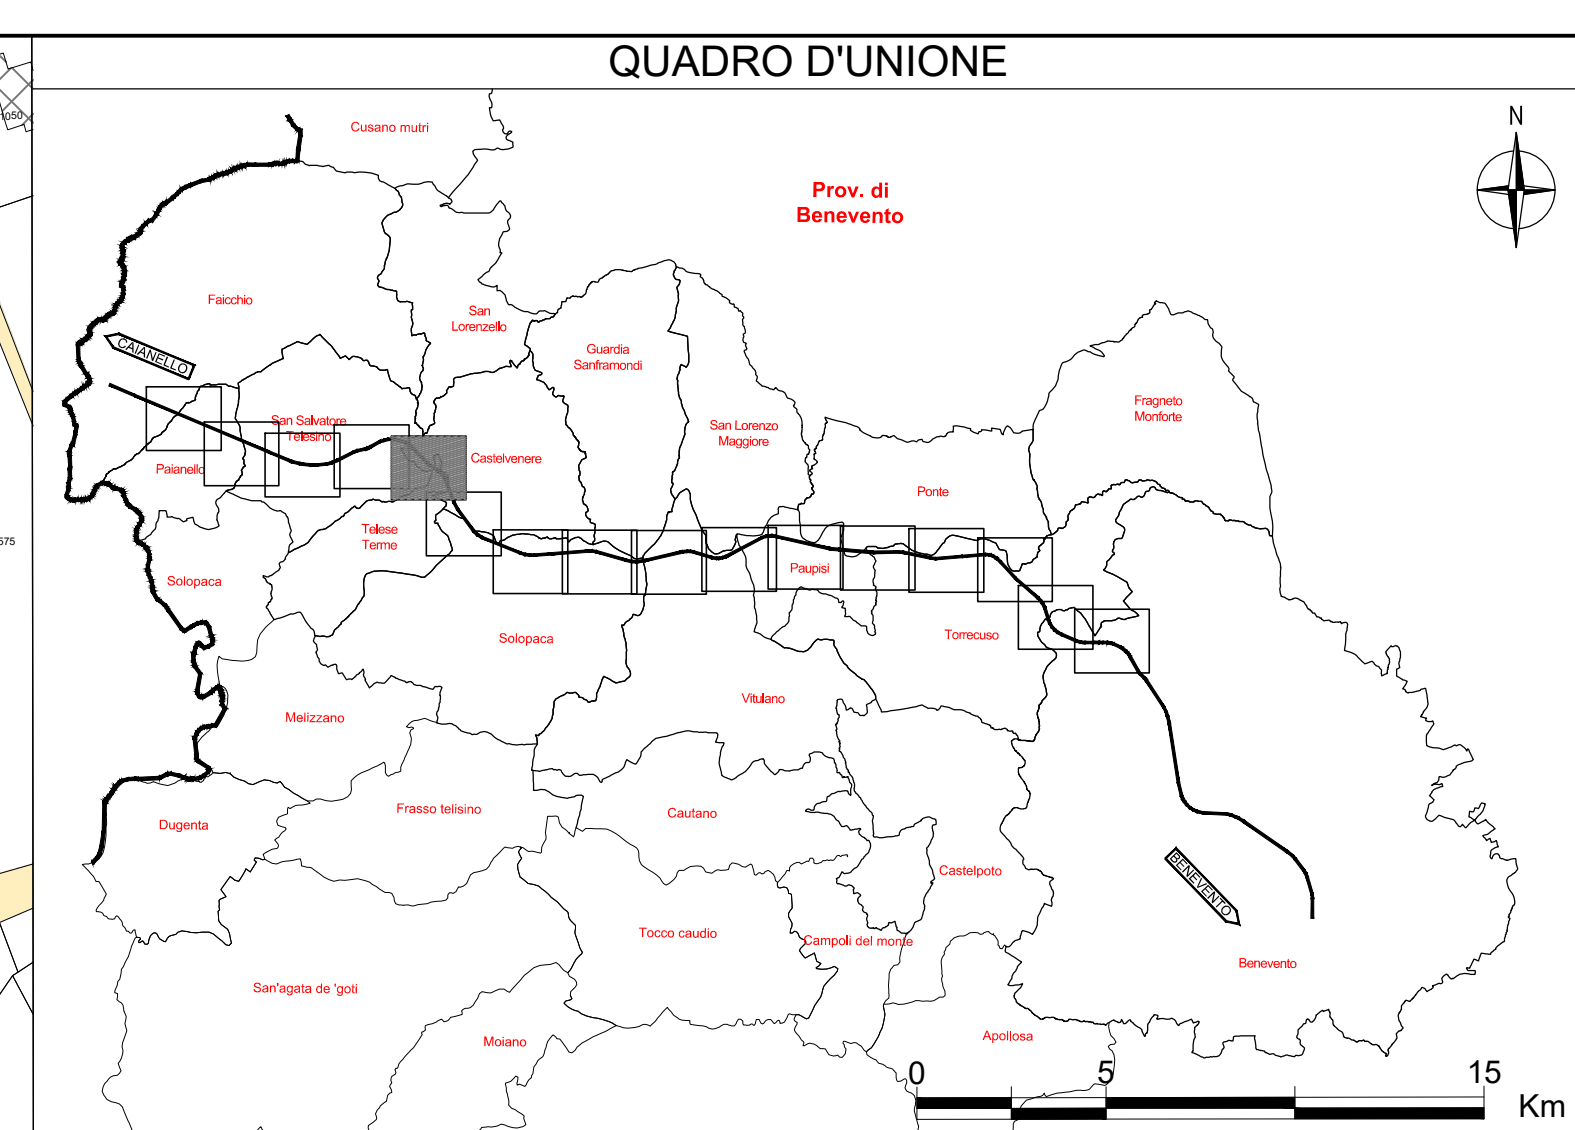 QUADRO D'UNIONE
1050
Cusano mutri
N
Prov. di
Benevento
Faicchio
San
Lorenzello
CAIANELLO
Guardia
Sanframondi
Fragneto
Monforte
San Salvatore
Telesino
San Lorenzo
Maggiore
Castelvenere
Paianello
Ponte
Telese
Terme
575
Paupisi
Solopaca
Solopaca
Torrecuso
Vitulano
Melizzano
Frasso telisino
Cautano
Dugenta
BENEVENTO
Castelpoto
Tocco caudio
Campoli del monte
Benevento
San'agata de 'goti
Moiano
Apollosa
0
5
15
Km